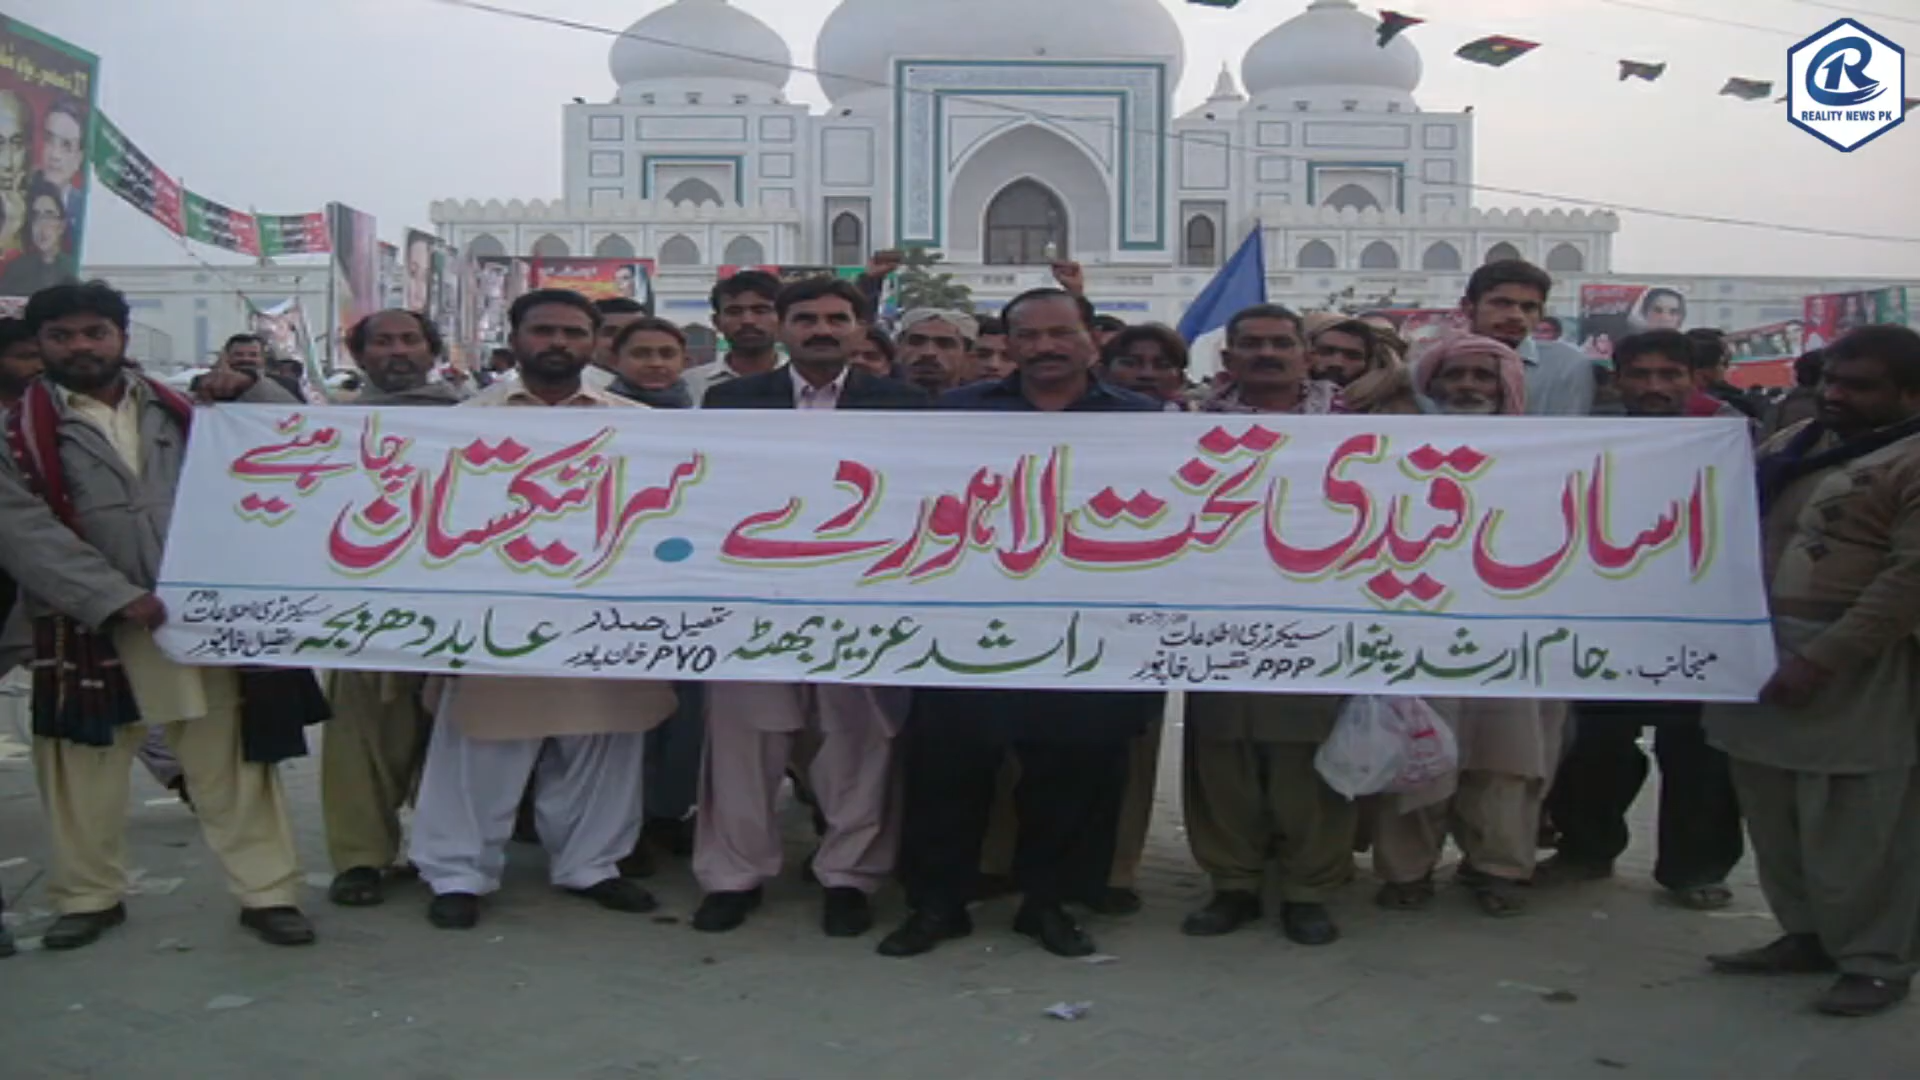 REALITY NEWS PK
اساں قیدی تخت لاہور دے سرائیکستان چاہئیے
منجانب۔ جام ارشد پنوار سیکرٹری اطلاعات PPP تحصیل خانپور راشد عزیز بھٹہ تحصیل صدر PYO خان پور عابد دھریجہ سیکرٹری اطلاعات تحصیل خانپور